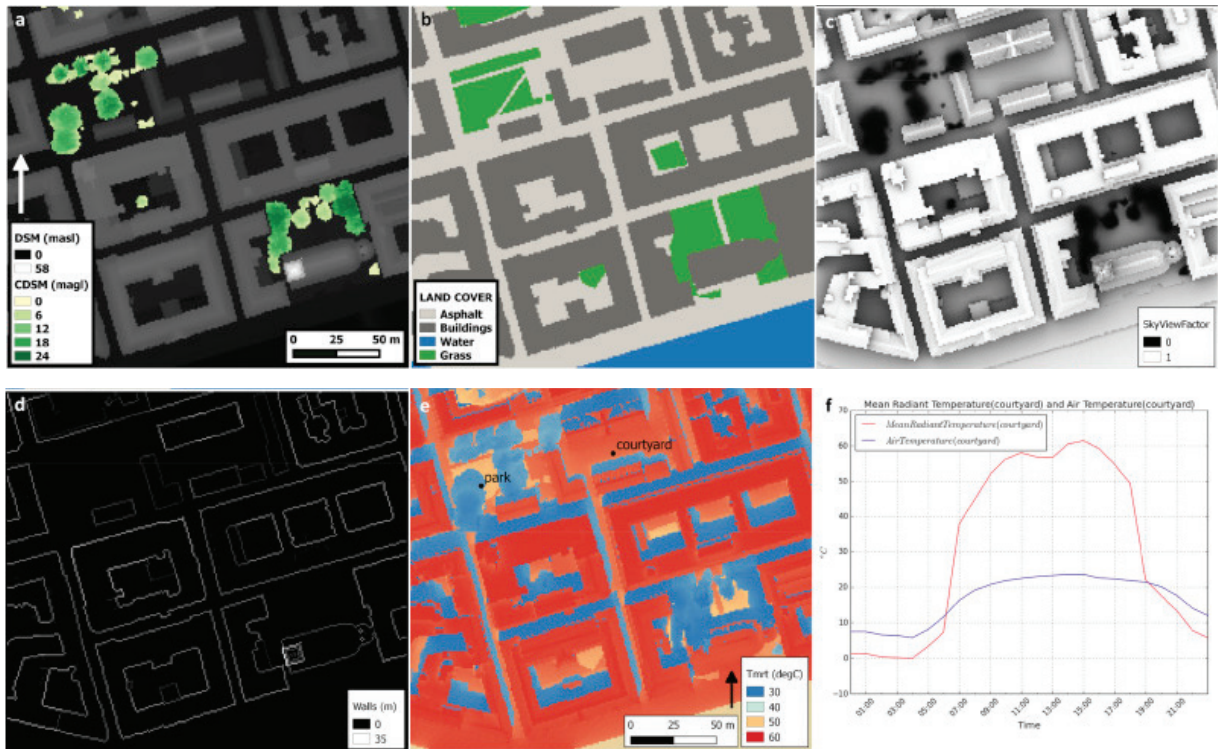 a
DSM (masl)
0
58
CDSM (magl)
0
6
12
18
24
0 25 50 m
b
LAND COVER
Asphalt
Buildings
Water
Grass
c
SkyViewFactor
0
1
d
Walls (m)
0
35
e
courtyard
park
Tmrt (degC)
30
40
50
60
0 25 50 m
f
Mean Radiant Temperature(courtyard) and Air Temperature(courtyard)
MeanRadiantTemperature(courtyard)
AirTemperature(courtyard)
70
60
50
40
30
20
10
0
−10
°C
01:00 03:00 05:00 07:00 09:00 11:00 13:00 15:00 17:00 19:00 21:00
Time